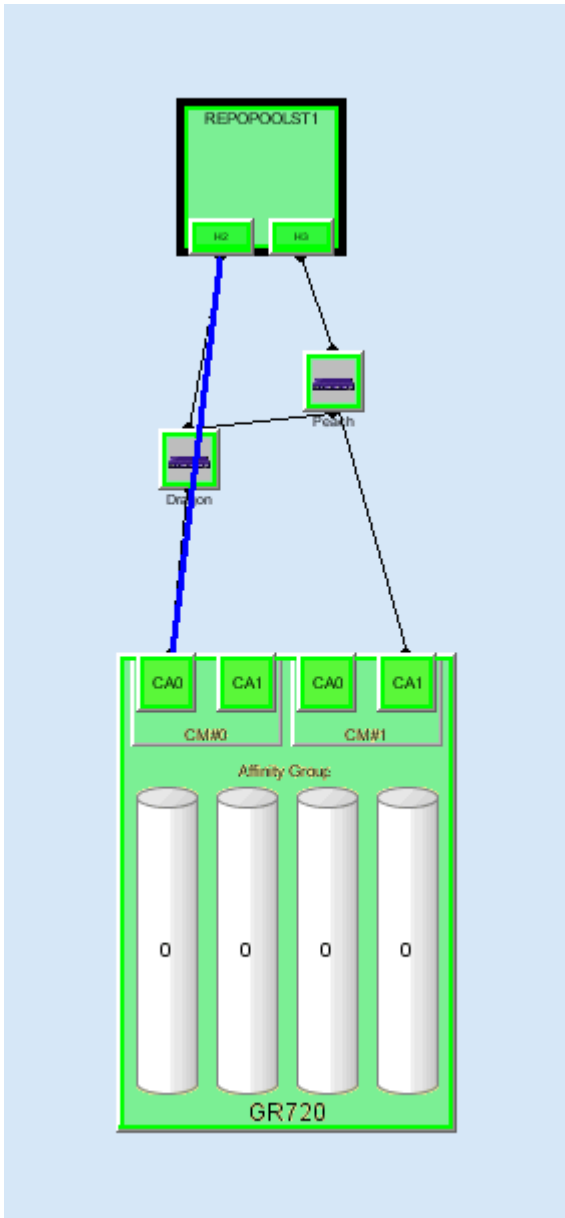 REPOPOOLST1
H2 H3
Peach
Dragon
CA0 CA1 CA0 CA1
CM#0 CM#1
Affinity Group
0 0 0 0
GR720